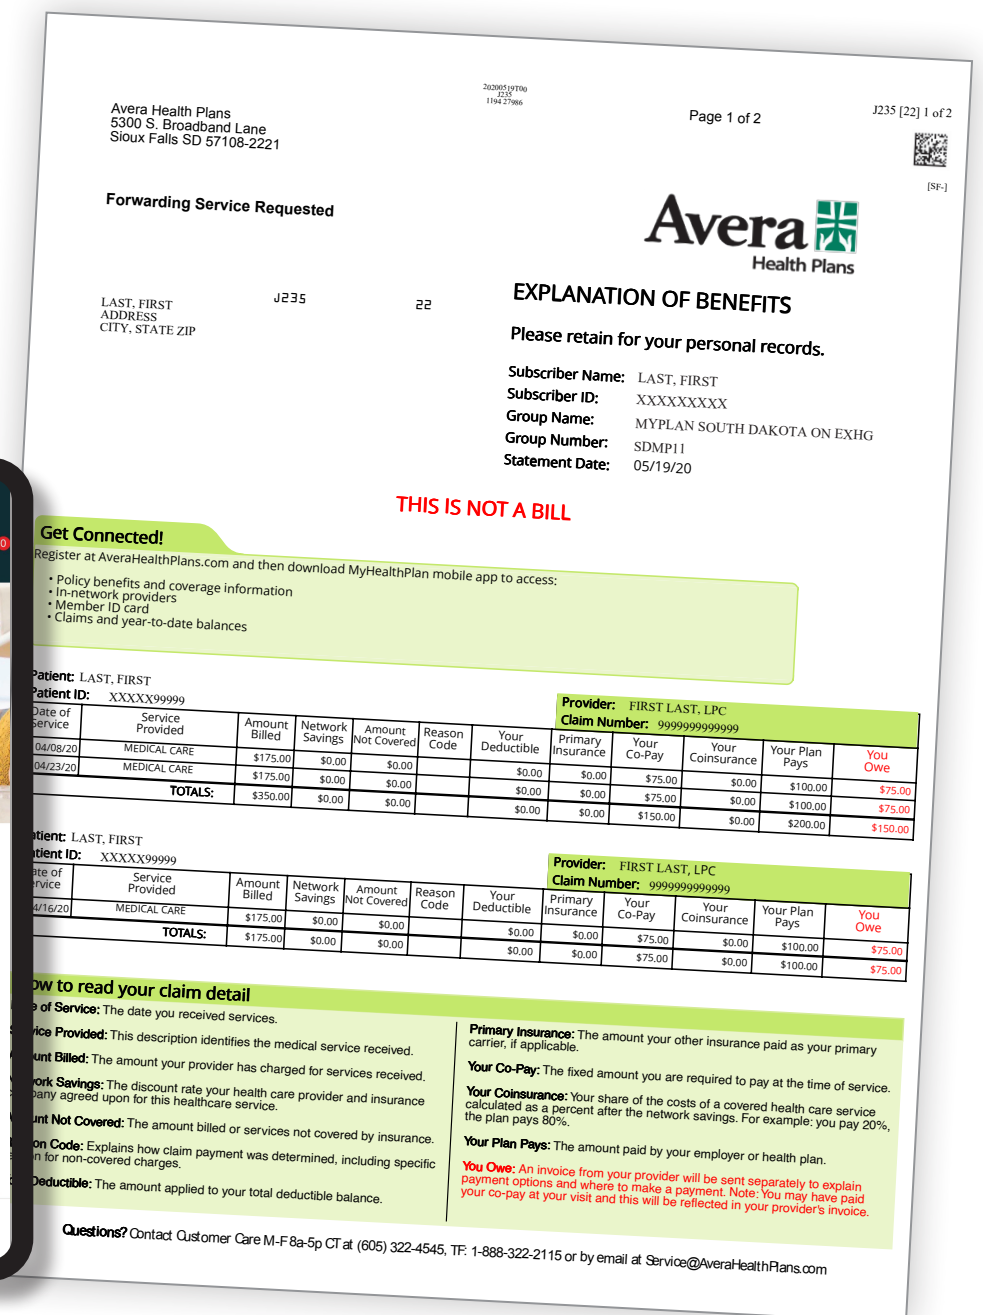 20200519T00
J235
1194 27986
Avera Health Plans
5300 S. Broadband Lane
Sioux Falls SD 57108-2221
Page 1 of 2
J235 [22] 1 of 2
[SF-]
Forwarding Service Requested
Avera
Health Plans
LAST, FIRST
ADDRESS
CITY, STATE ZIP
J235
22
EXPLANATION OF BENEFITS
Please retain for your personal records.
Subscriber Name: LAST, FIRST
Subscriber ID: XXXXXXXXX
Group Name: MYPLAN SOUTH DAKOTA ON EXHG
Group Number: SDMP11
Statement Date: 05/19/20
THIS IS NOT A BILL
0
Get Connected!
Register at AveraHealthPlans.com and then download MyHealthPlan mobile app to access:
• Policy benefits and coverage information
• In-network providers
• Member ID card
• Claims and year-to-date balances
Patient: LAST, FIRST
Patient ID: XXXXX99999
Provider: FIRST LAST, LPC
Claim Number: 9999999999999
Date of Service Service Provided Amount Billed Network Savings Amount Not Covered Reason Code Your Deductible Primary Insurance Your Co-Pay Your Coinsurance Your Plan Pays You Owe
04/08/20 MEDICAL CARE $175.00 $0.00 $0.00 $0.00 $0.00 $75.00 $0.00 $100.00 $75.00
04/23/20 MEDICAL CARE $175.00 $0.00 $0.00 $0.00 $0.00 $75.00 $0.00 $100.00 $75.00
TOTALS: $350.00 $0.00 $0.00 $0.00 $0.00 $150.00 $0.00 $200.00 $150.00
tient: LAST, FIRST
tient ID: XXXXX99999
Provider: FIRST LAST, LPC
Claim Number: 9999999999999
ate of ervice Service Provided Amount Billed Network Savings Amount Not Covered Reason Code Your Deductible Primary Insurance Your Co-Pay Your Coinsurance Your Plan Pays You Owe
4/16/20 MEDICAL CARE $175.00 $0.00 $0.00 $0.00 $0.00 $75.00 $0.00 $100.00 $75.00
TOTALS: $175.00 $0.00 $0.00 $0.00 $0.00 $75.00 $0.00 $100.00 $75.00
ow to read your claim detail
e of Service: The date you received services.
vice Provided: This description identifies the medical service received.
unt Billed: The amount your provider has charged for services received.
ork Savings: The discount rate your health care provider and insurance
pany agreed upon for this healthcare service.
unt Not Covered: The amount billed or services not covered by insurance.
on Code: Explains how claim payment was determined, including specific
n for non-covered charges.
Deductible: The amount applied to your total deductible balance.
Primary Insurance: The amount your other insurance paid as your primary
carrier, if applicable.
Your Co-Pay: The fixed amount you are required to pay at the time of service.
Your Coinsurance: Your share of the costs of a covered health care service
calculated as a percent after the network savings. For example: you pay 20%,
the plan pays 80%.
Your Plan Pays: The amount paid by your employer or health plan.
You Owe: An invoice from your provider will be sent separately to explain
payment options and where to make a payment. Note: You may have paid
your co-pay at your visit and this will be reflected in your provider's invoice.
Questions? Contact Customer Care M-F 8a-5p CT at (605) 322-4545, TF: 1-888-322-2115 or by email at Service@AveraHealthPlans.com